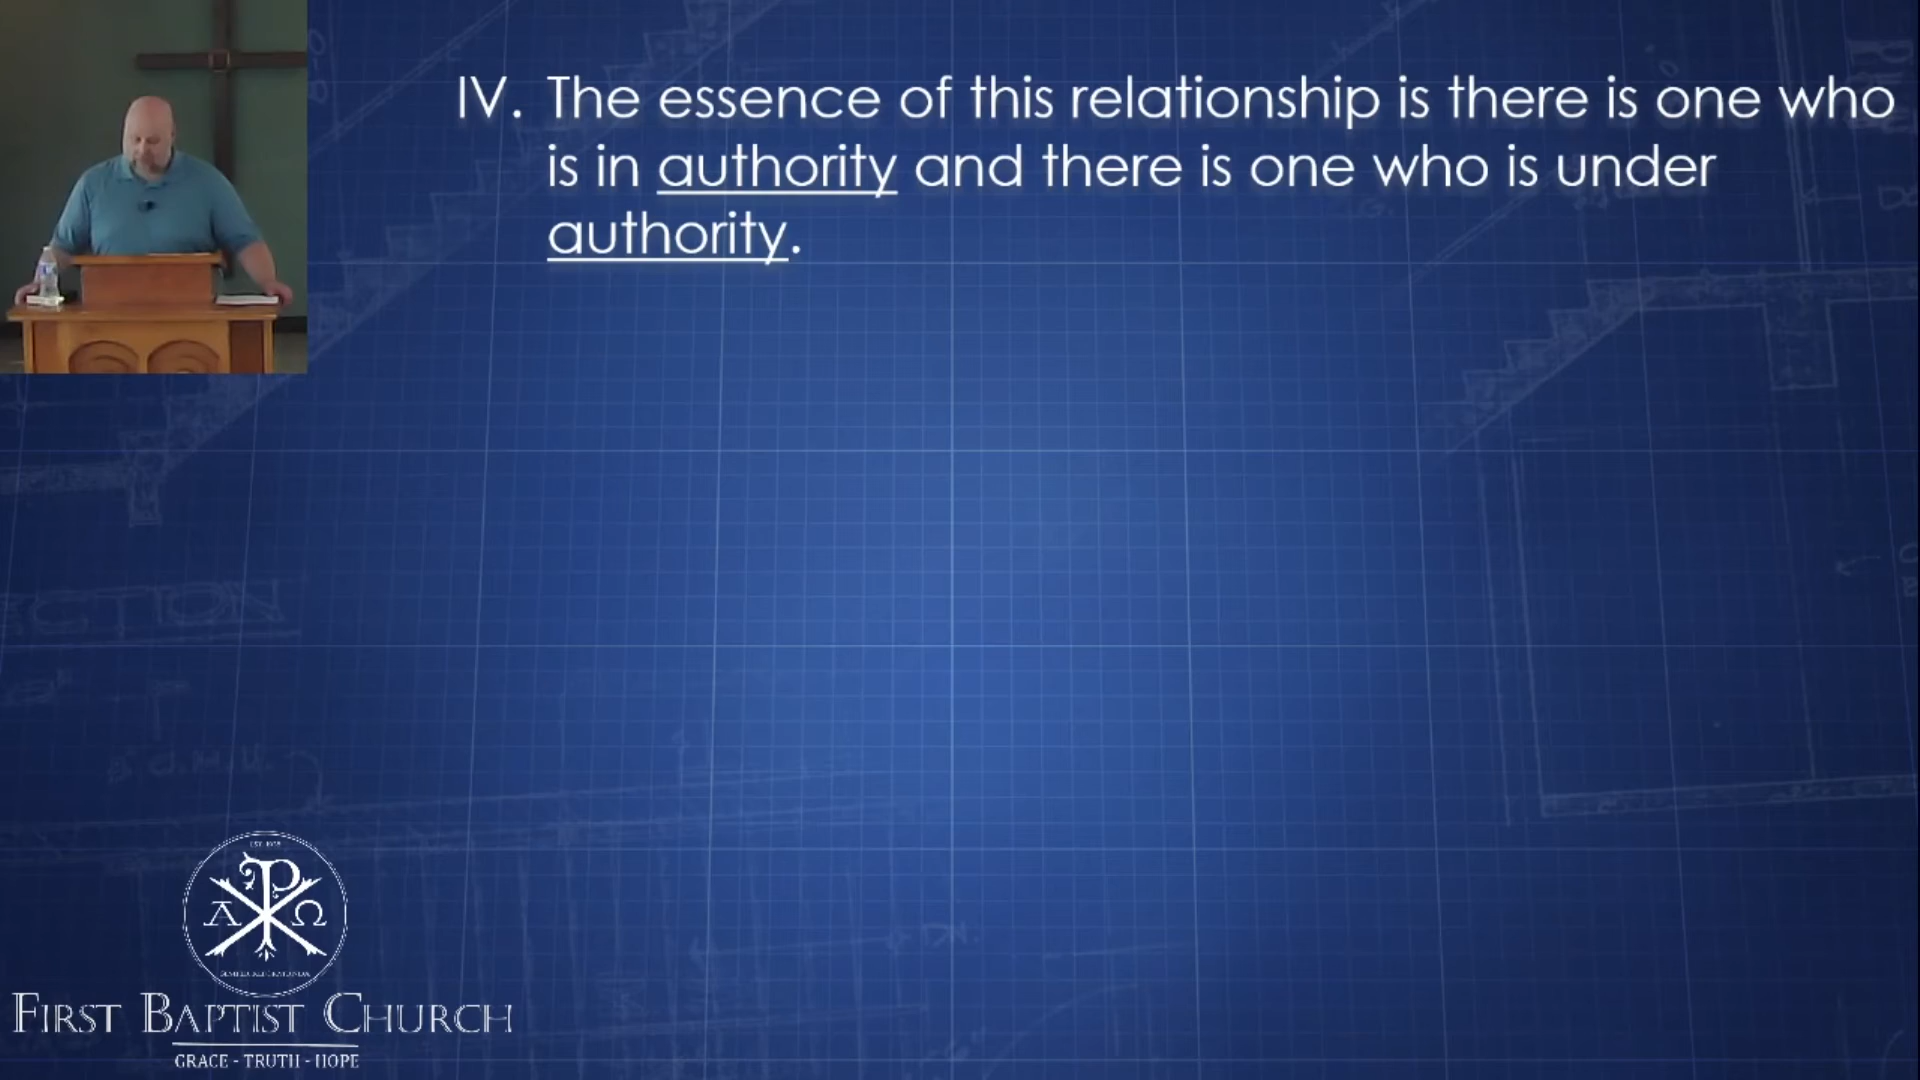 IV. The essence of this relationship is there is one who
is in authority and there is one who is under
authority.
ECTION
P
Α Ω
FIRST BAPTIST CHURCH
GRACE - TRUTH - HOPE